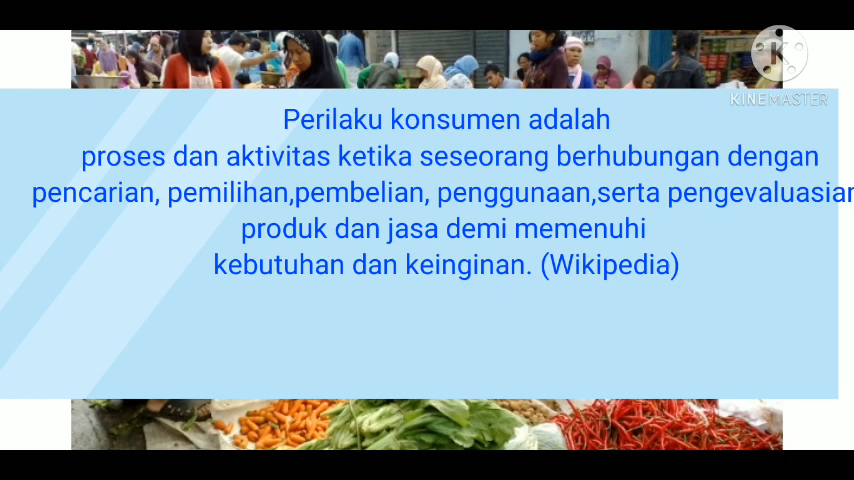 KINEMASTER
Perilaku konsumen adalah
proses dan aktivitas ketika seseorang berhubungan dengan
pencarian, pemilihan,pembelian, penggunaan,serta pengevaluasian
produk dan jasa demi memenuhi
kebutuhan dan keinginan. (Wikipedia)